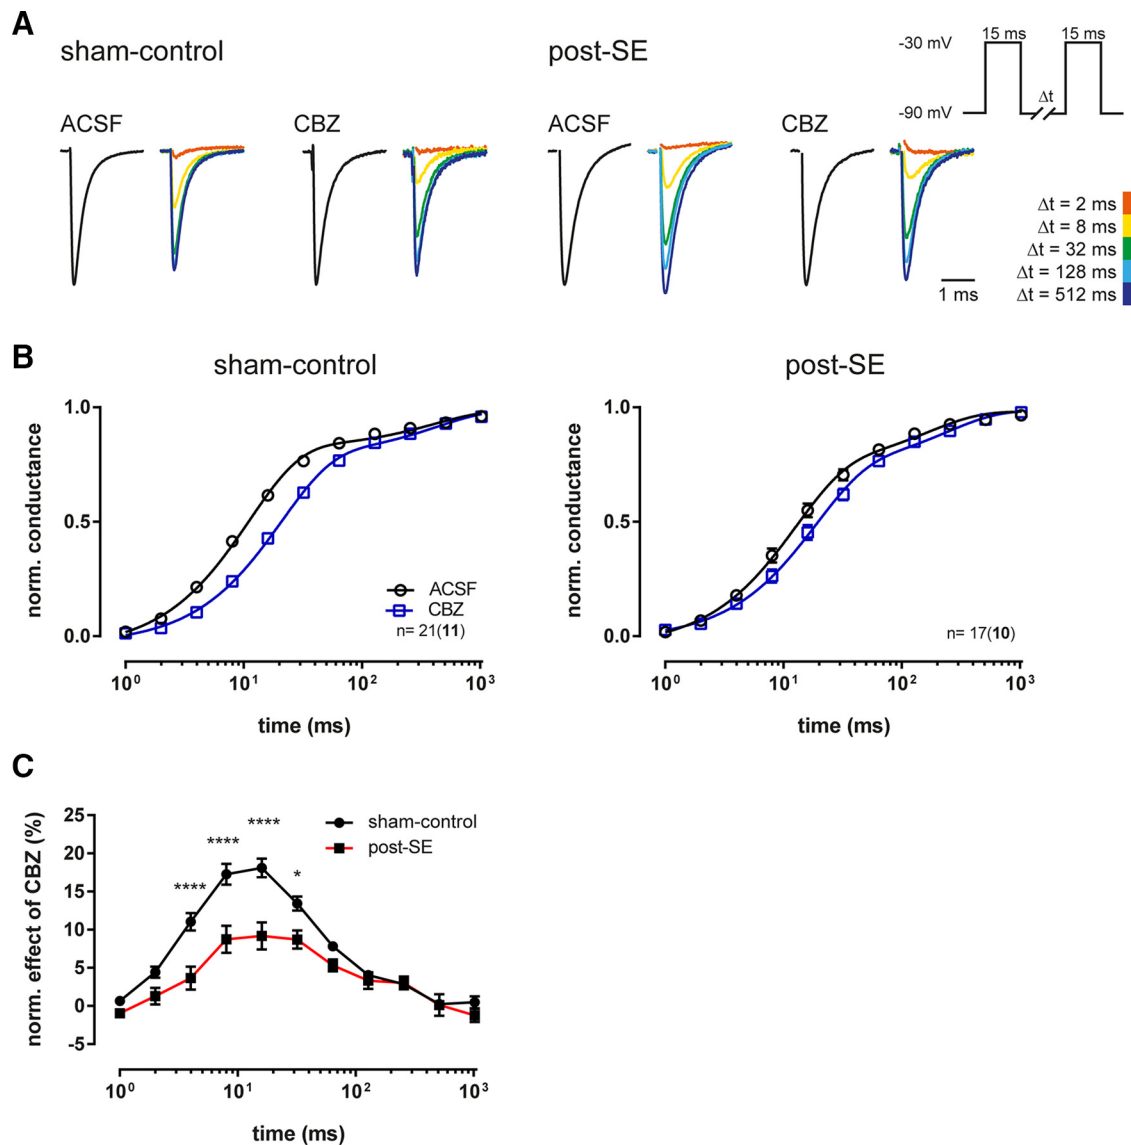 A
sham-control
post-SE
15 ms
15 ms
-30 mV
Δt
-90 mV
ACSF
CBZ
ACSF
CBZ
Δt = 2 ms
Δt = 8 ms
Δt = 32 ms
Δt = 128 ms
Δt = 512 ms
1 ms
B
sham-control
post-SE
norm. conductance
1.0
0.5
0.0
ACSF
CBZ
n= 21(11)
10⁰ 10¹ 10² 10³
time (ms)
norm. conductance
1.0
0.5
0.0
n= 17(10)
10⁰ 10¹ 10² 10³
time (ms)
C
norm. effect of CBZ (%)
25
20
15
10
5
0
-5
****
****
****
*
sham-control
post-SE
10⁰ 10¹ 10² 10³
time (ms)